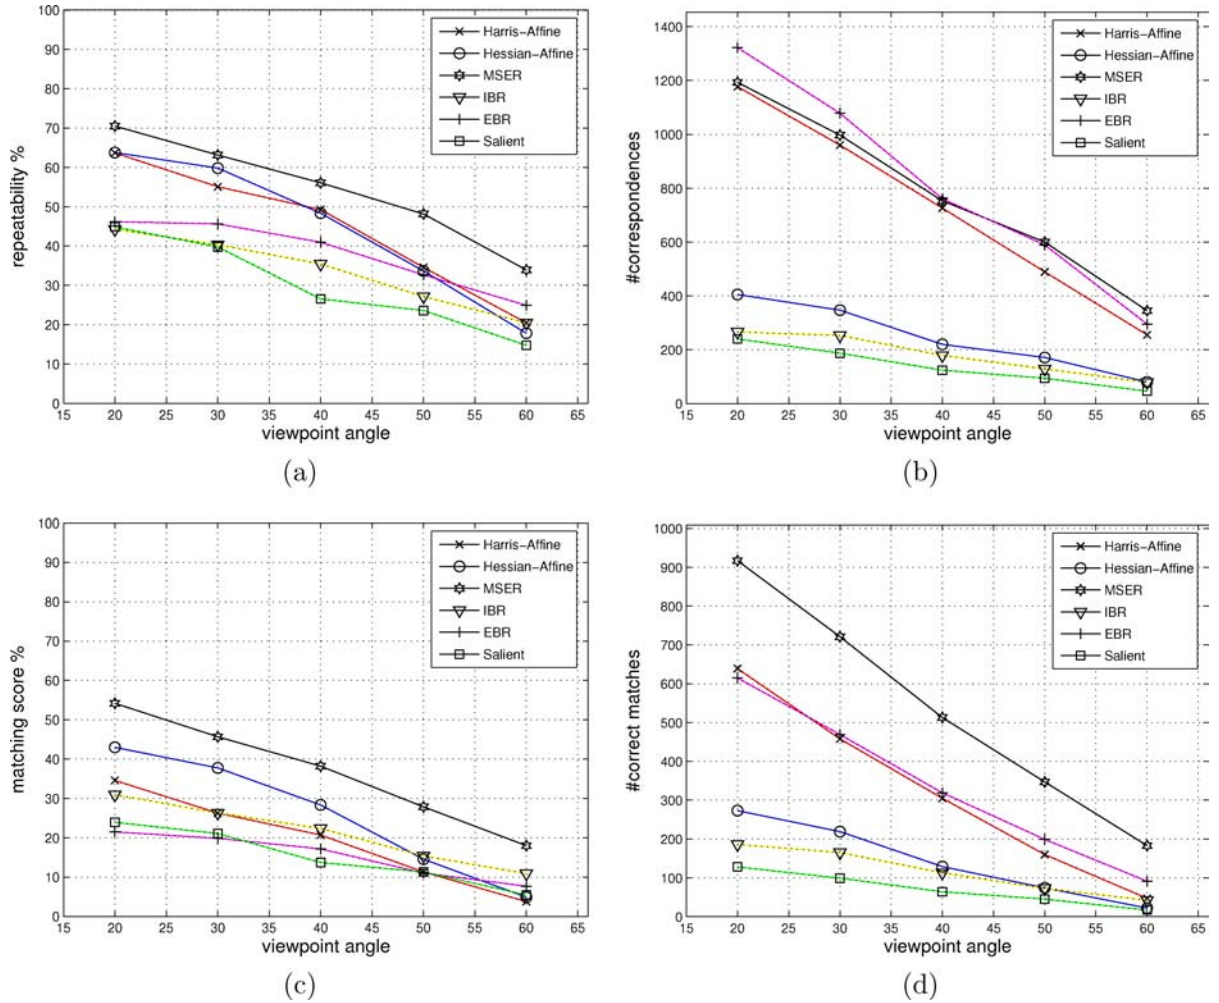 100
90
80
70
60
50
40
30
20
10
0
repeatability %
15 20 25 30 35 40 45 50 55 60 65
viewpoint angle
Harris-Affine
Hessian-Affine
MSER
IBR
EBR
Salient
(a)
1400
1200
1000
800
600
400
200
0
#correspondences
15 20 25 30 35 40 45 50 55 60 65
viewpoint angle
Harris-Affine
Hessian-Affine
MSER
IBR
EBR
Salient
(b)
100
90
80
70
60
50
40
30
20
10
0
matching score %
15 20 25 30 35 40 45 50 55 60 65
viewpoint angle
Harris-Affine
Hessian-Affine
MSER
IBR
EBR
Salient
(c)
1000
900
800
700
600
500
400
300
200
100
0
#correct matches
15 20 25 30 35 40 45 50 55 60 65
viewpoint angle
Harris-Affine
Hessian-Affine
MSER
IBR
EBR
Salient
(d)